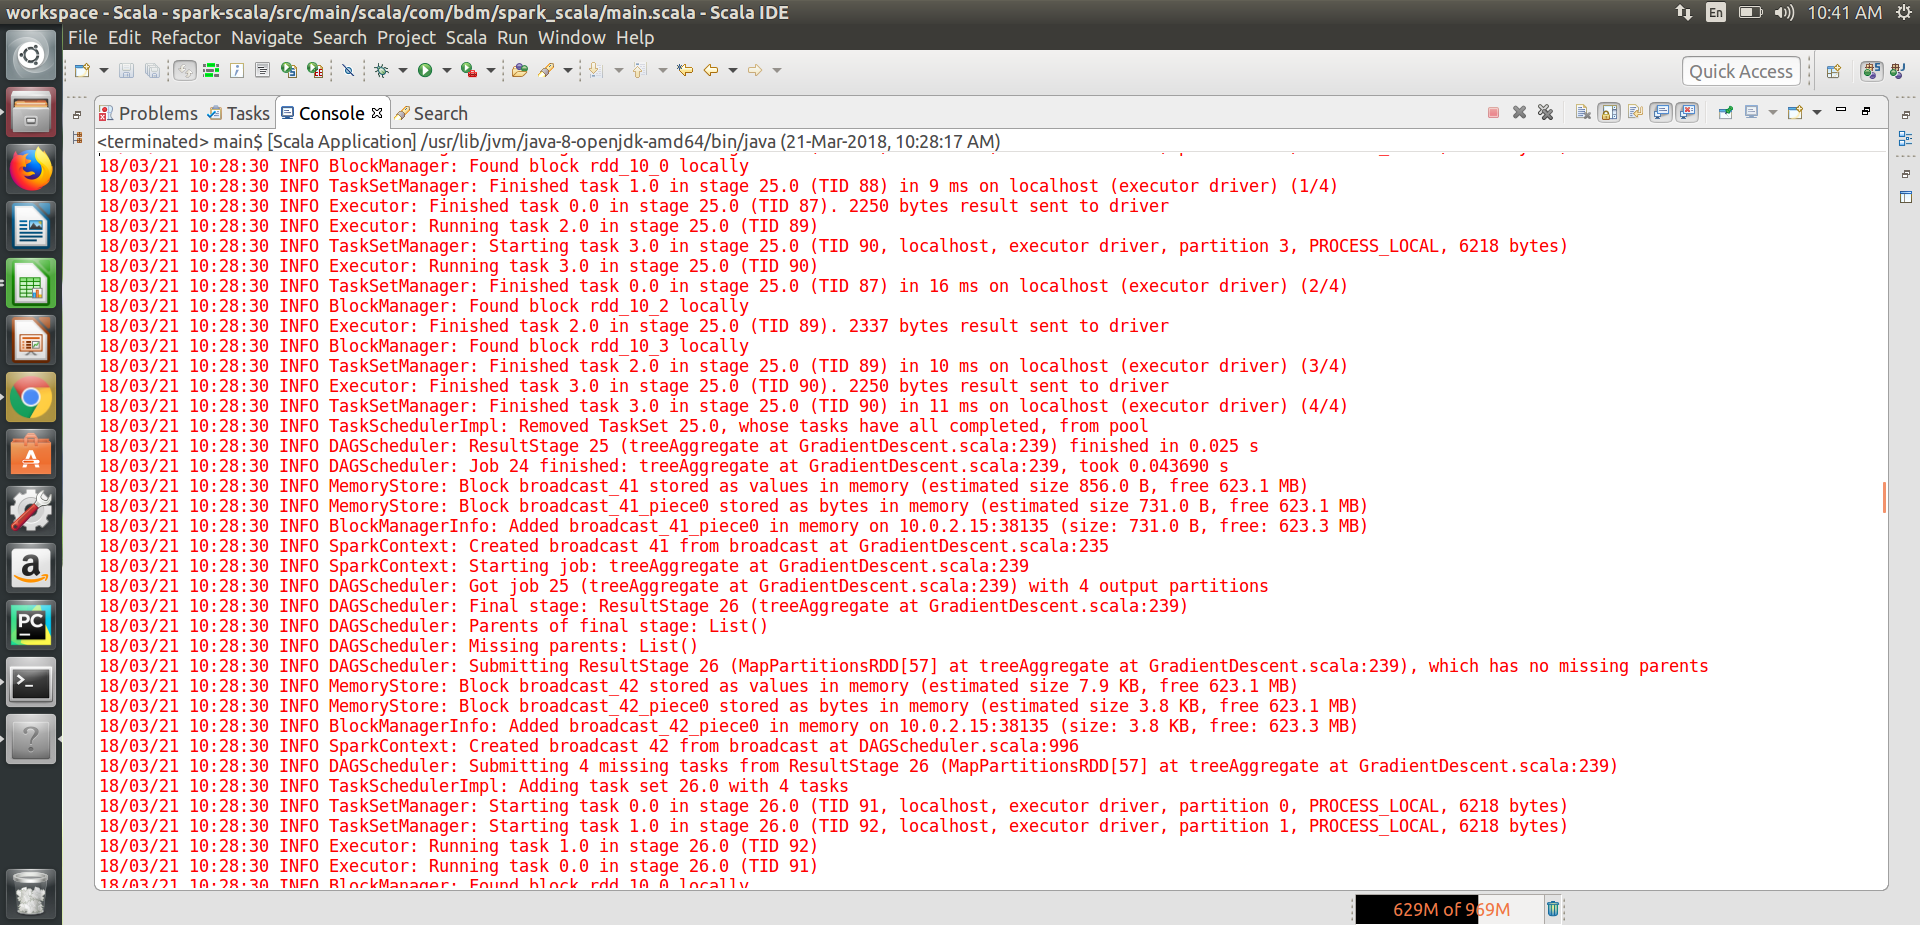 workspace - Scala - spark-scala/src/main/scala/com/bdm/spark_scala/main.scala - Scala IDE
En
10:41 AM
File Edit Refactor Navigate Search Project Scala Run Window Help
Quick Access
Problems Tasks Console Search
<terminated> main$ [Scala Application] /usr/lib/jvm/java-8-openjdk-amd64/bin/java (21-Mar-2018, 10:28:17 AM)
18/03/21 10:28:30 INFO BlockManager: Found block rdd_10_0 locally
18/03/21 10:28:30 INFO TaskSetManager: Finished task 1.0 in stage 25.0 (TID 88) in 9 ms on localhost (executor driver) (1/4)
18/03/21 10:28:30 INFO Executor: Finished task 0.0 in stage 25.0 (TID 87). 2250 bytes result sent to driver
18/03/21 10:28:30 INFO Executor: Running task 2.0 in stage 25.0 (TID 89)
18/03/21 10:28:30 INFO TaskSetManager: Starting task 3.0 in stage 25.0 (TID 90, localhost, executor driver, partition 3, PROCESS_LOCAL, 6218 bytes)
18/03/21 10:28:30 INFO Executor: Running task 3.0 in stage 25.0 (TID 90)
18/03/21 10:28:30 INFO TaskSetManager: Finished task 0.0 in stage 25.0 (TID 87) in 16 ms on localhost (executor driver) (2/4)
18/03/21 10:28:30 INFO BlockManager: Found block rdd_10_2 locally
18/03/21 10:28:30 INFO Executor: Finished task 2.0 in stage 25.0 (TID 89). 2337 bytes result sent to driver
18/03/21 10:28:30 INFO BlockManager: Found block rdd_10_3 locally
18/03/21 10:28:30 INFO TaskSetManager: Finished task 2.0 in stage 25.0 (TID 89) in 10 ms on localhost (executor driver) (3/4)
18/03/21 10:28:30 INFO Executor: Finished task 3.0 in stage 25.0 (TID 90). 2250 bytes result sent to driver
18/03/21 10:28:30 INFO TaskSetManager: Finished task 3.0 in stage 25.0 (TID 90) in 11 ms on localhost (executor driver) (4/4)
18/03/21 10:28:30 INFO TaskSchedulerImpl: Removed TaskSet 25.0, whose tasks have all completed, from pool
18/03/21 10:28:30 INFO DAGScheduler: ResultStage 25 (treeAggregate at GradientDescent.scala:239) finished in 0.025 s
18/03/21 10:28:30 INFO DAGScheduler: Job 24 finished: treeAggregate at GradientDescent.scala:239, took 0.043690 s
18/03/21 10:28:30 INFO MemoryStore: Block broadcast_41 stored as values in memory (estimated size 856.0 B, free 623.1 MB)
18/03/21 10:28:30 INFO MemoryStore: Block broadcast_41_piece0 stored as bytes in memory (estimated size 731.0 B, free 623.1 MB)
18/03/21 10:28:30 INFO BlockManagerInfo: Added broadcast_41_piece0 in memory on 10.0.2.15:38135 (size: 731.0 B, free: 623.3 MB)
18/03/21 10:28:30 INFO SparkContext: Created broadcast 41 from broadcast at GradientDescent.scala:235
18/03/21 10:28:30 INFO SparkContext: Starting job: treeAggregate at GradientDescent.scala:239
18/03/21 10:28:30 INFO DAGScheduler: Got job 25 (treeAggregate at GradientDescent.scala:239) with 4 output partitions
18/03/21 10:28:30 INFO DAGScheduler: Final stage: ResultStage 26 (treeAggregate at GradientDescent.scala:239)
18/03/21 10:28:30 INFO DAGScheduler: Parents of final stage: List()
18/03/21 10:28:30 INFO DAGScheduler: Missing parents: List()
18/03/21 10:28:30 INFO DAGScheduler: Submitting ResultStage 26 (MapPartitionsRDD[57] at treeAggregate at GradientDescent.scala:239), which has no missing parents
18/03/21 10:28:30 INFO MemoryStore: Block broadcast_42 stored as values in memory (estimated size 7.9 KB, free 623.1 MB)
18/03/21 10:28:30 INFO MemoryStore: Block broadcast_42_piece0 stored as bytes in memory (estimated size 3.8 KB, free 623.1 MB)
18/03/21 10:28:30 INFO BlockManagerInfo: Added broadcast_42_piece0 in memory on 10.0.2.15:38135 (size: 3.8 KB, free: 623.3 MB)
18/03/21 10:28:30 INFO SparkContext: Created broadcast 42 from broadcast at DAGScheduler.scala:996
18/03/21 10:28:30 INFO DAGScheduler: Submitting 4 missing tasks from ResultStage 26 (MapPartitionsRDD[57] at treeAggregate at GradientDescent.scala:239)
18/03/21 10:28:30 INFO TaskSchedulerImpl: Adding task set 26.0 with 4 tasks
18/03/21 10:28:30 INFO TaskSetManager: Starting task 0.0 in stage 26.0 (TID 91, localhost, executor driver, partition 0, PROCESS_LOCAL, 6218 bytes)
18/03/21 10:28:30 INFO TaskSetManager: Starting task 1.0 in stage 26.0 (TID 92, localhost, executor driver, partition 1, PROCESS_LOCAL, 6218 bytes)
18/03/21 10:28:30 INFO Executor: Running task 1.0 in stage 26.0 (TID 92)
18/03/21 10:28:30 INFO Executor: Running task 0.0 in stage 26.0 (TID 91)
18/03/21 10:28:30 INFO BlockManager: Found block rdd_10_0 locally
629M of 969M
PC